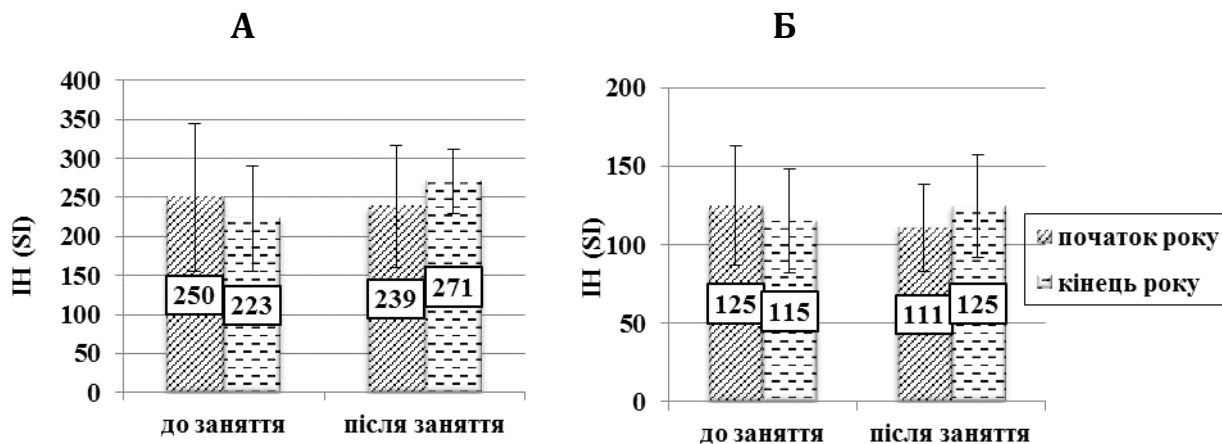 А
400
350
300
250
200
150
100
50
0
ІН (SI)
250
223
239
271
до заняття
після заняття
Б
200
150
100
50
0
ІН (SI)
125
115
111
125
до заняття
після заняття
початок року
кінець року